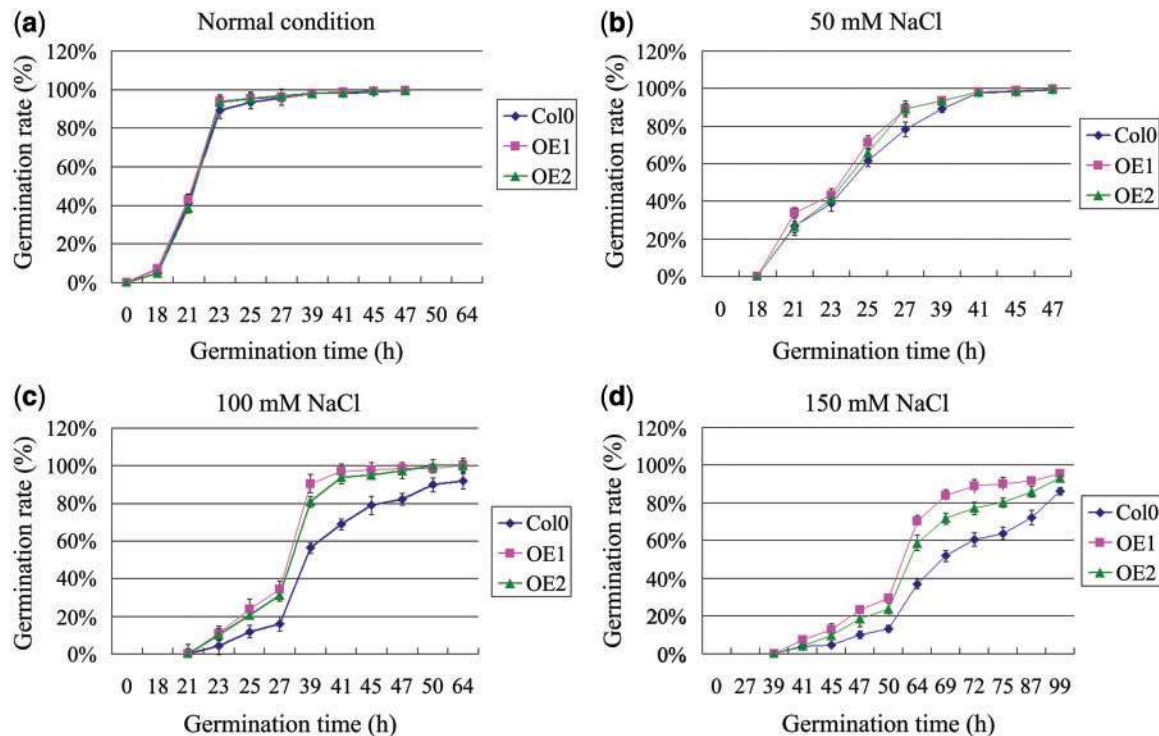 (a) Normal condition
120%
100%
80%
60%
40%
20%
0%
Germination rate (%)
0 18 21 23 25 27 39 41 45 47 50 64
Germination time (h)
Col0
OE1
OE2
(b) 50 mM NaCl
120%
100%
80%
60%
40%
20%
0%
Germination rate (%)
0 18 21 23 25 27 39 41 45 47
Germination time (h)
Col0
OE1
OE2
(c) 100 mM NaCl
120%
100%
80%
60%
40%
20%
0%
Germination rate (%)
0 18 21 23 25 27 39 41 45 47 50 64
Germination time (h)
Col0
OE1
OE2
(d) 150 mM NaCl
120%
100%
80%
60%
40%
20%
0%
Germination rate (%)
0 27 39 41 45 47 50 64 69 72 75 87 99
Germination time (h)
Col0
OE1
OE2